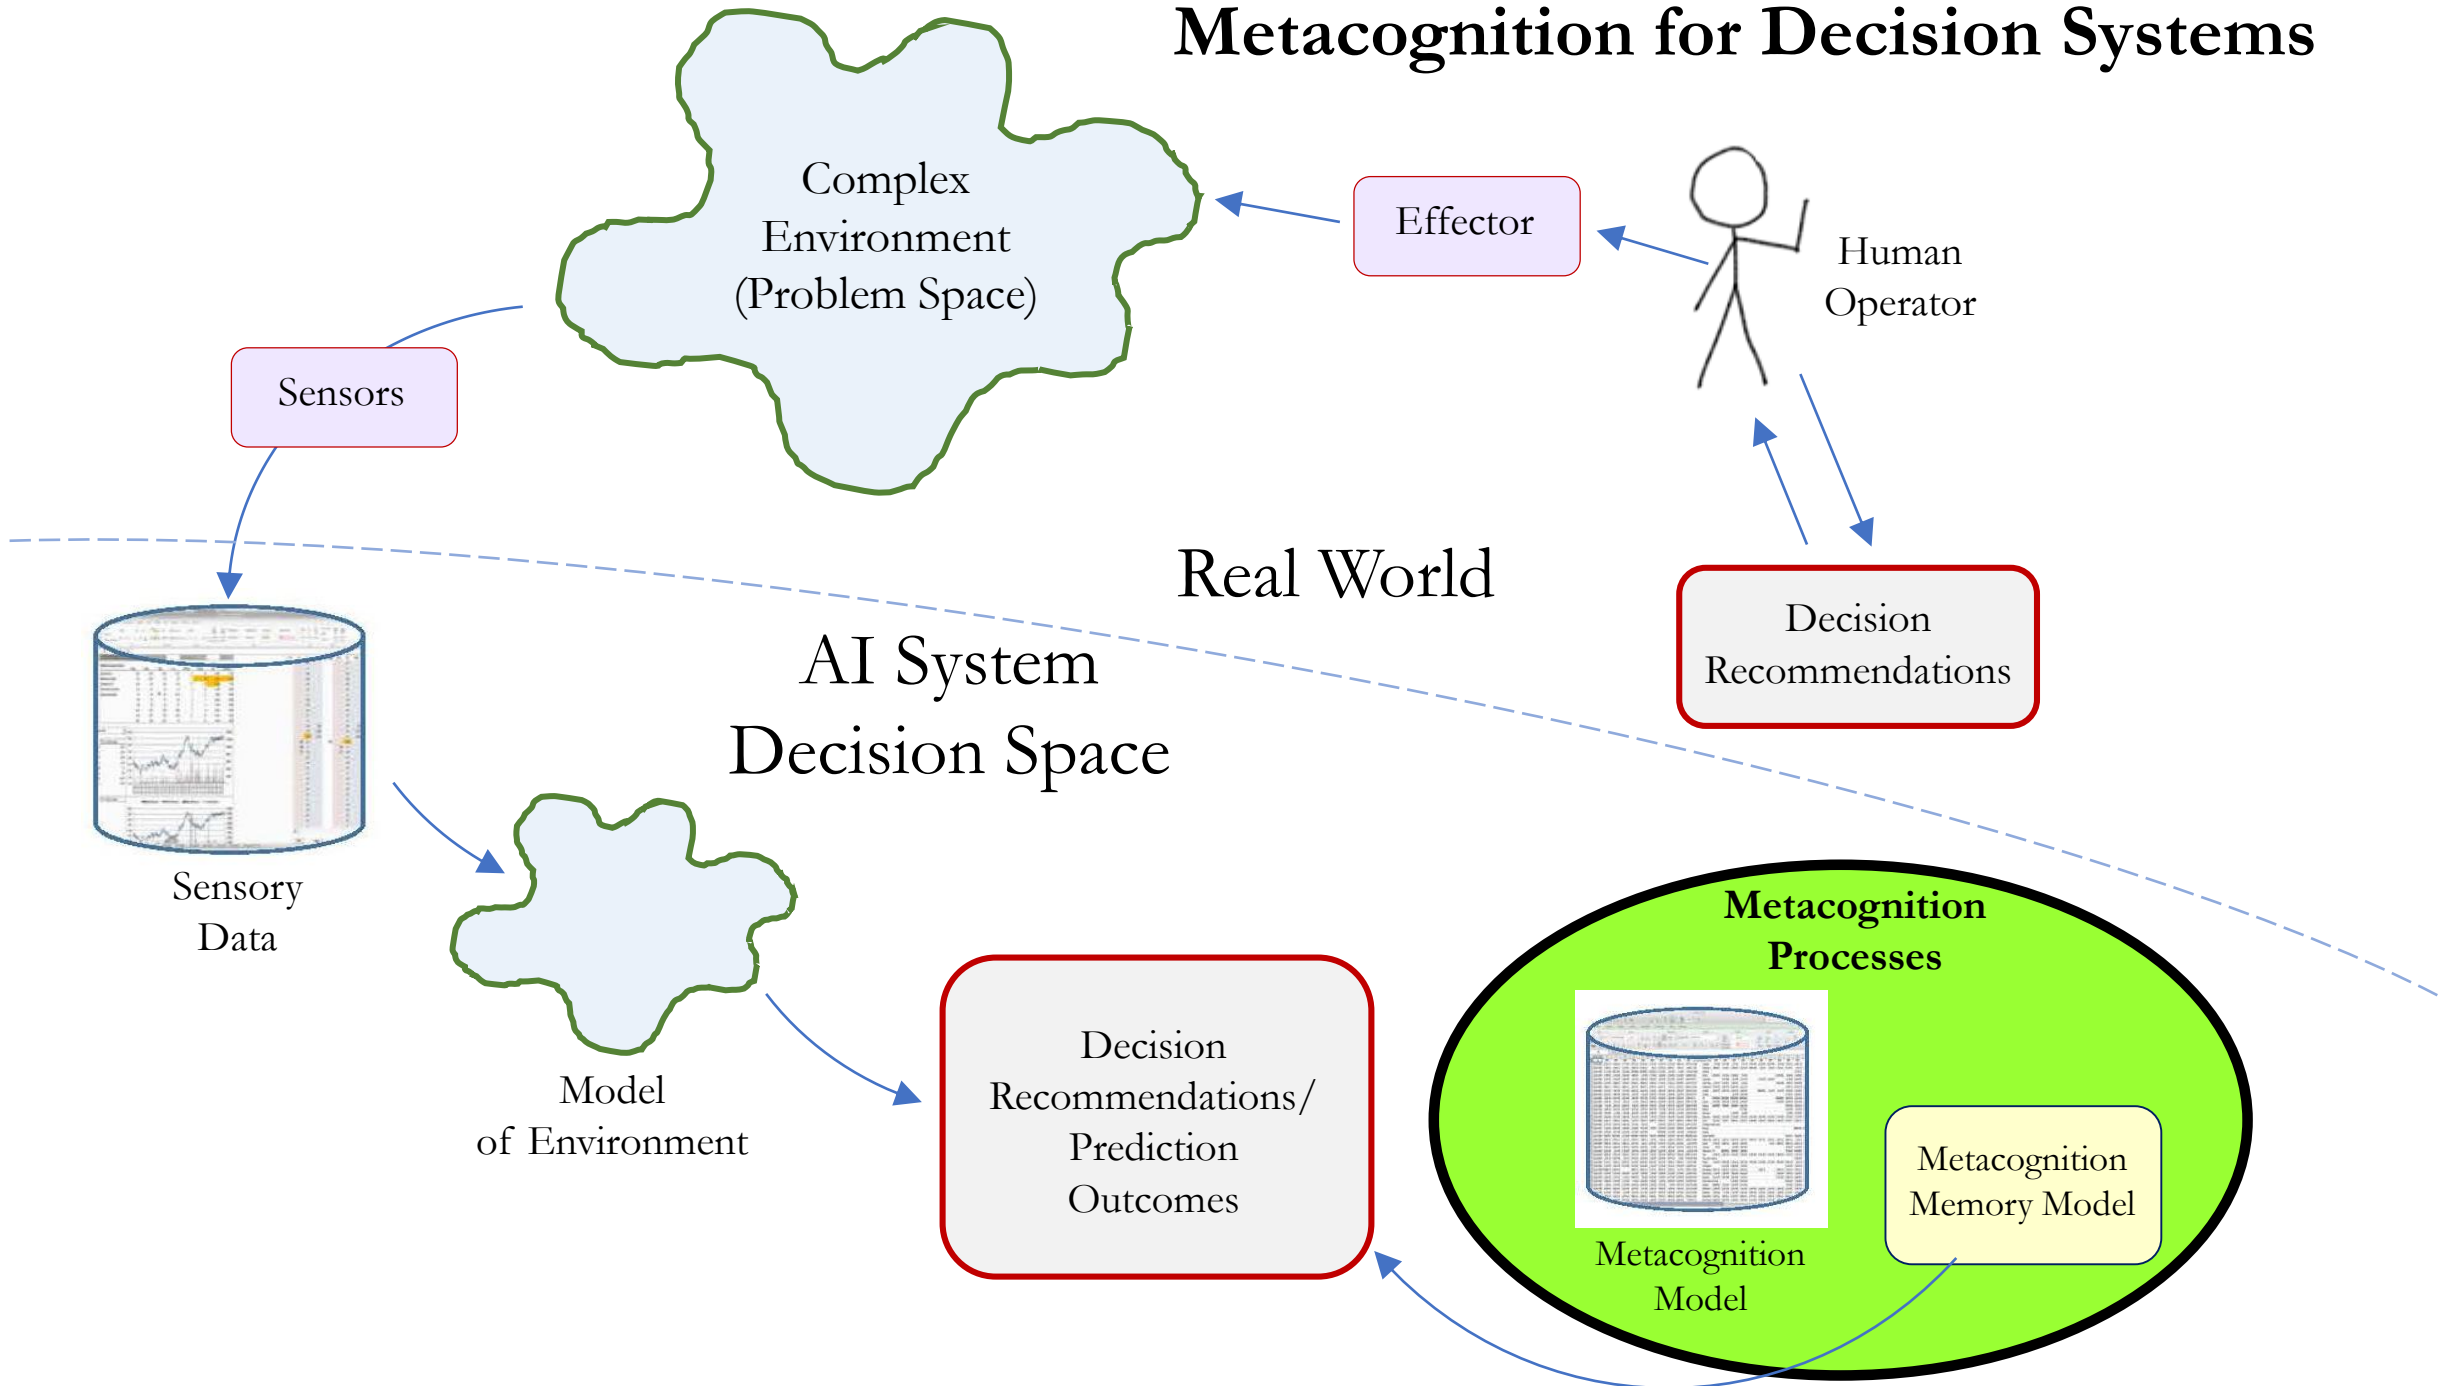 Metacognition for Decision Systems
Complex
Environment
(Problem Space)
Effector
Human
Operator
Sensors
Real World
Decision
Recommendations
AI System
Decision Space
Sensory
Data
Model
of Environment
Decision
Recommendations/
Prediction
Outcomes
Metacognition
Processes
Metacognition
Model
Metacognition
Memory Model